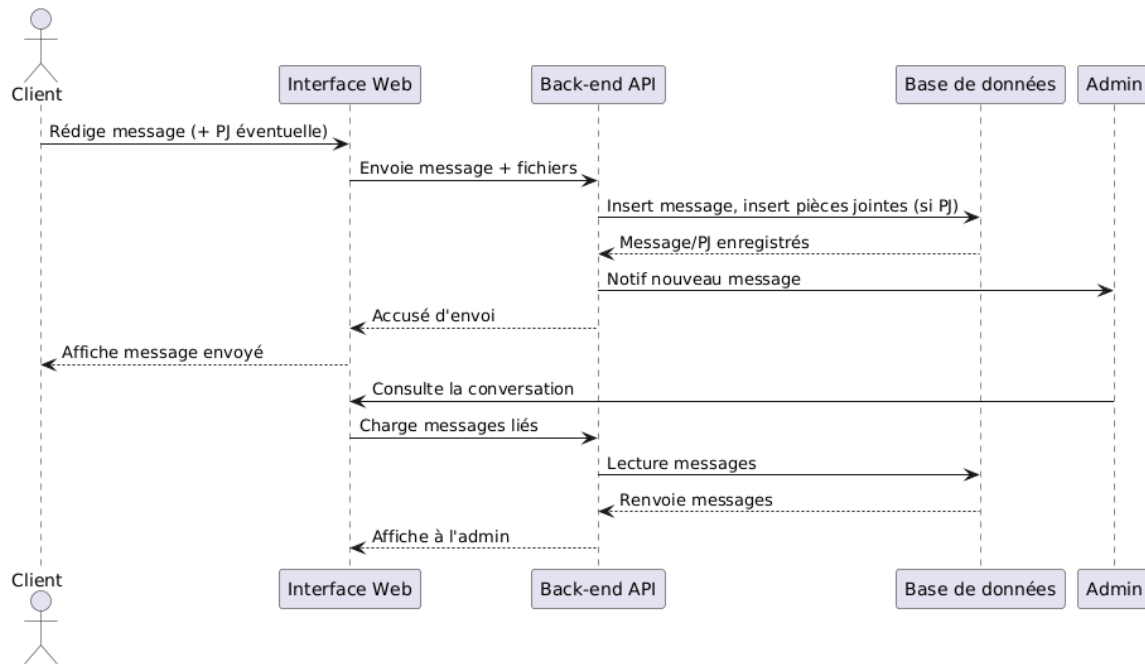 Client
Interface Web
Back-end API
Base de données
Admin
Rédige message (+ PJ éventuelle)
Envoie message + fichiers
Insert message, insert pièces jointes (si PJ)
Message/PJ enregistrés
Notif nouveau message
Accusé d'envoi
Affiche message envoyé
Consulte la conversation
Charge messages liés
Lecture messages
Renvoie messages
Affiche à l'admin
Client
Interface Web
Back-end API
Base de données
Admin